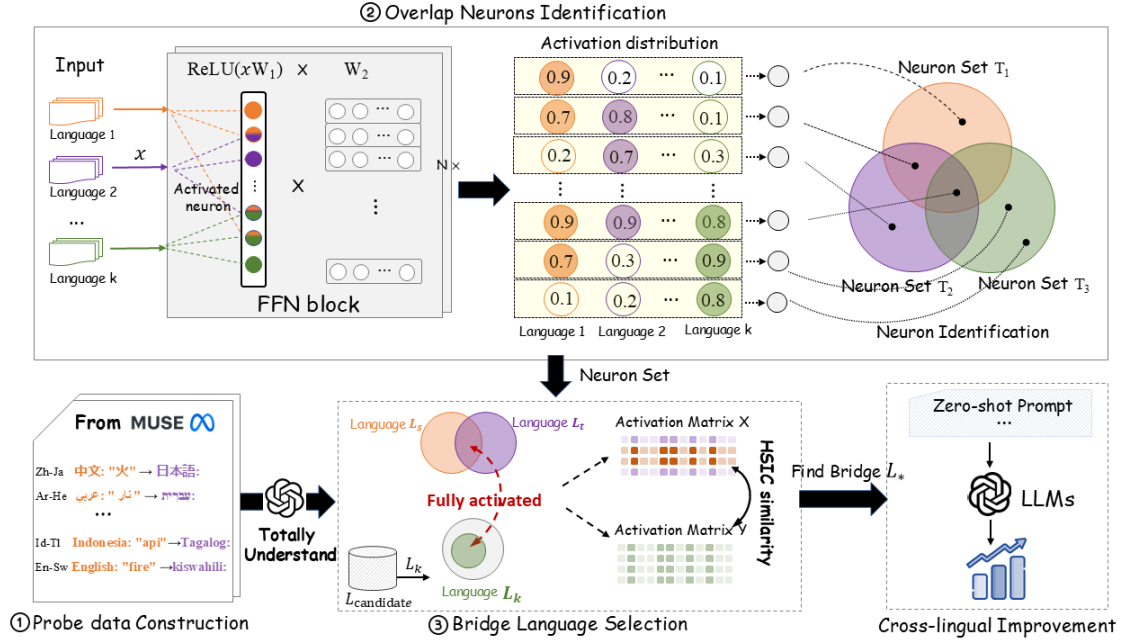 ② Overlap Neurons Identification
Input
Language 1
x
Language 2
...
Language k
ReLU(xW₁) X W₂
Activated neuron
X
N×
FFN block
Activation distribution
0.9 0.2 ... 0.1
0.7 0.8 ... 0.1
0.2 0.7 ... 0.3
0.9 0.9 ... 0.8
0.7 0.3 ... 0.9
0.1 0.2 ... 0.8
Language 1 Language 2 Language k
Neuron Set T₁
Neuron Set T₂
Neuron Set T₃
Neuron Identification
Neuron Set
From MUSE
Zh-Ja 中文: "火" → 日本語:
Ar-He عربي: "نار" → עברית:
...
Id-Tl Indonesia: "api"→Tagalog:
En-Sw English: "fire" →kiswahili:
① Probe data Construction
Totally
Understand
Language Lₛ
Language Lₜ
Fully activated
L_candidate
Lₖ
Language Lₖ
Activation Matrix X
Activation Matrix Y
HSIC similarity
③ Bridge Language Selection
Find Bridge L*
Zero-shot Prompt
...
LLMs
Cross-lingual Improvement